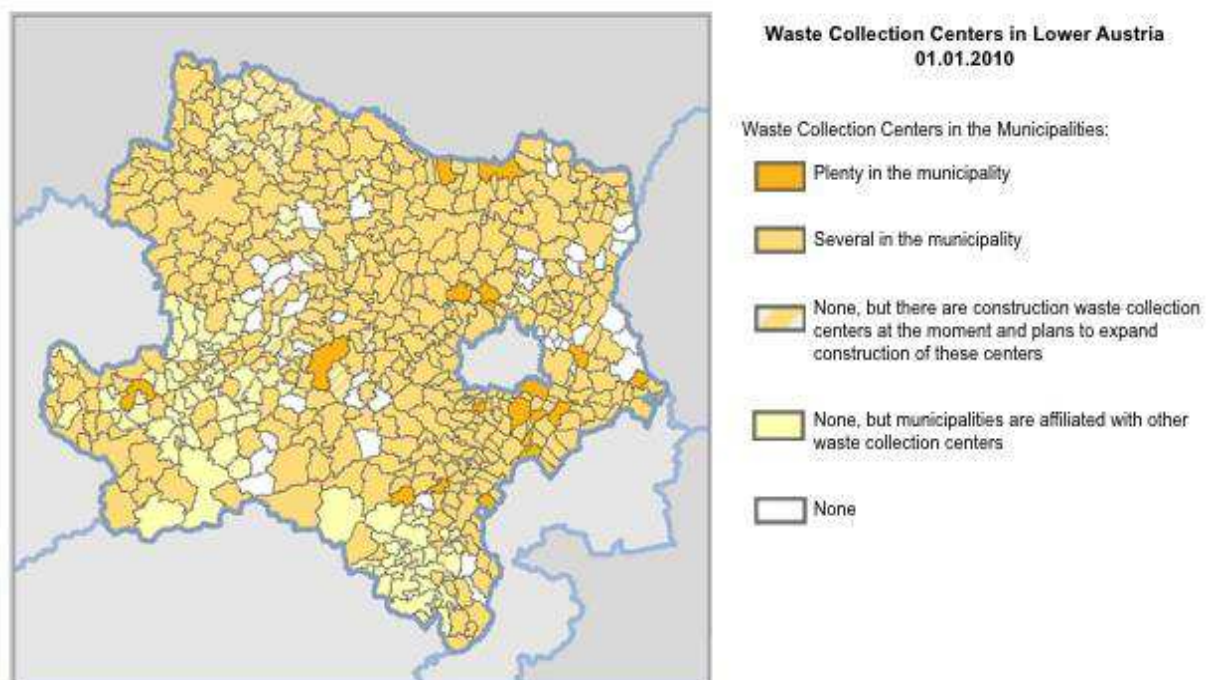 Waste Collection Centers in Lower Austria
01.01.2010
Waste Collection Centers in the Municipalities:
Plenty in the municipality
Several in the municipality
None, but there are construction waste collection
centers at the moment and plans to expand
construction of these centers
None, but municipalities are affiliated with other
waste collection centers
None